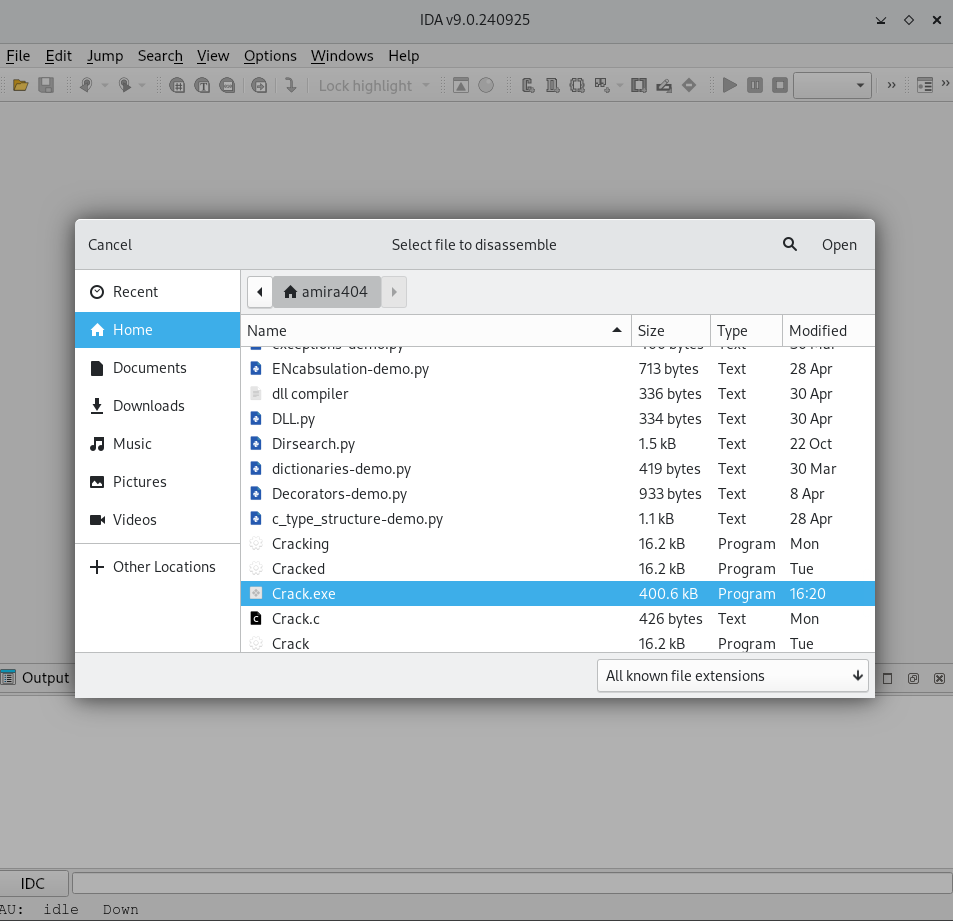 IDA v9.0.240925
File Edit Jump Search View Options Windows Help
Lock highlight
Cancel Select file to disassemble Open
Recent
Home
Documents
Downloads
Music
Pictures
Videos
Other Locations
amira404
Name Size Type Modified
exceptions-demo.py bytes Text 30 Mar
ENcabsulation-demo.py 713 bytes Text 28 Apr
dll compiler 336 bytes Text 30 Apr
DLL.py 334 bytes Text 30 Apr
Dirsearch.py 1.5 kB Text 22 Oct
dictionaries-demo.py 419 bytes Text 30 Mar
Decorators-demo.py 933 bytes Text 8 Apr
c_type_structure-demo.py 1.1 kB Text 28 Apr
Cracking 16.2 kB Program Mon
Cracked 16.2 kB Program Tue
Crack.exe 400.6 kB Program 16:20
Crack.c 426 bytes Text Mon
Crack 16.2 kB Program Tue
All known file extensions
Output
IDC
AU: idle Down